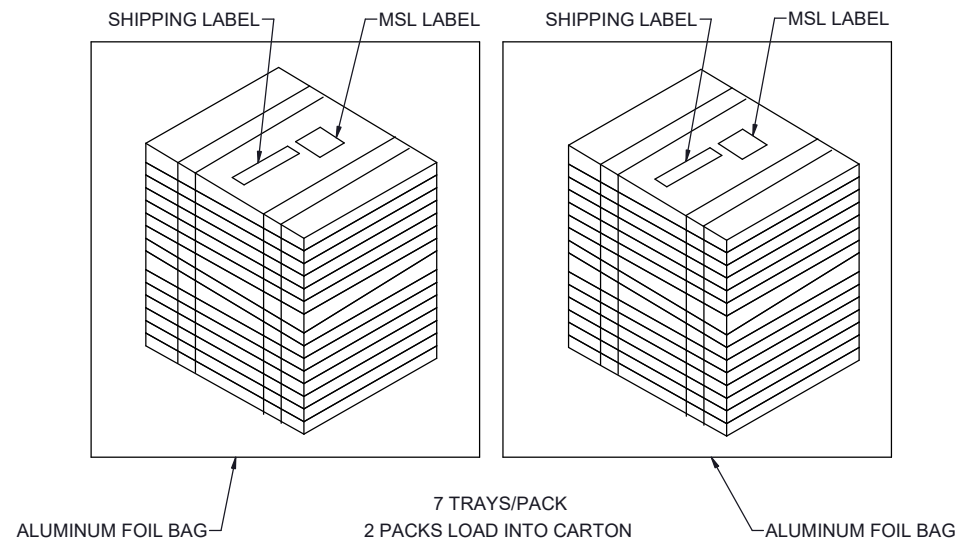 SHIPPING LABEL
MSL LABEL
SHIPPING LABEL
MSL LABEL
7 TRAYS/PACK
2 PACKS LOAD INTO CARTON
ALUMINUM FOIL BAG
ALUMINUM FOIL BAG